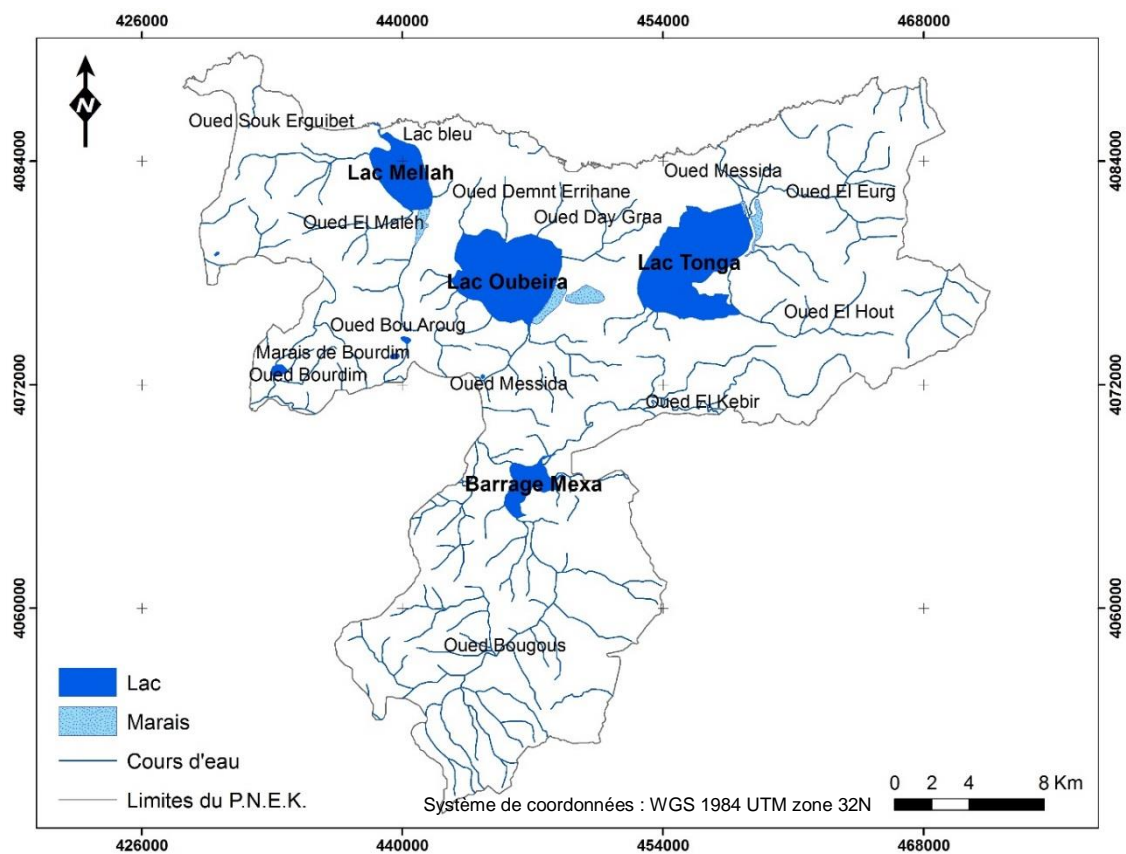 426000
440000
454000
468000
N
Oued Souk Erguibet
Lac bleu
4084000
4084000
Lac Mellah
Oued Messida
Oued Demnt Errihane
Oued El Eurg
Oued El Maleh
Oued Day Graa
Lac Tonga
Lac Oubeira
Oued El Hout
Oued Bou Aroug
Marais de Bourdim
Oued Bourdim
Oued Messida
4072000
4072000
Oued El Kebir
Barrage Mexa
4060000
4060000
Oued Bougous
Lac
Marais
Cours d'eau
Limites du P.N.E.K.
0 2 4 8 Km
Système de coordonnées : WGS 1984 UTM zone 32N
426000
440000
454000
468000